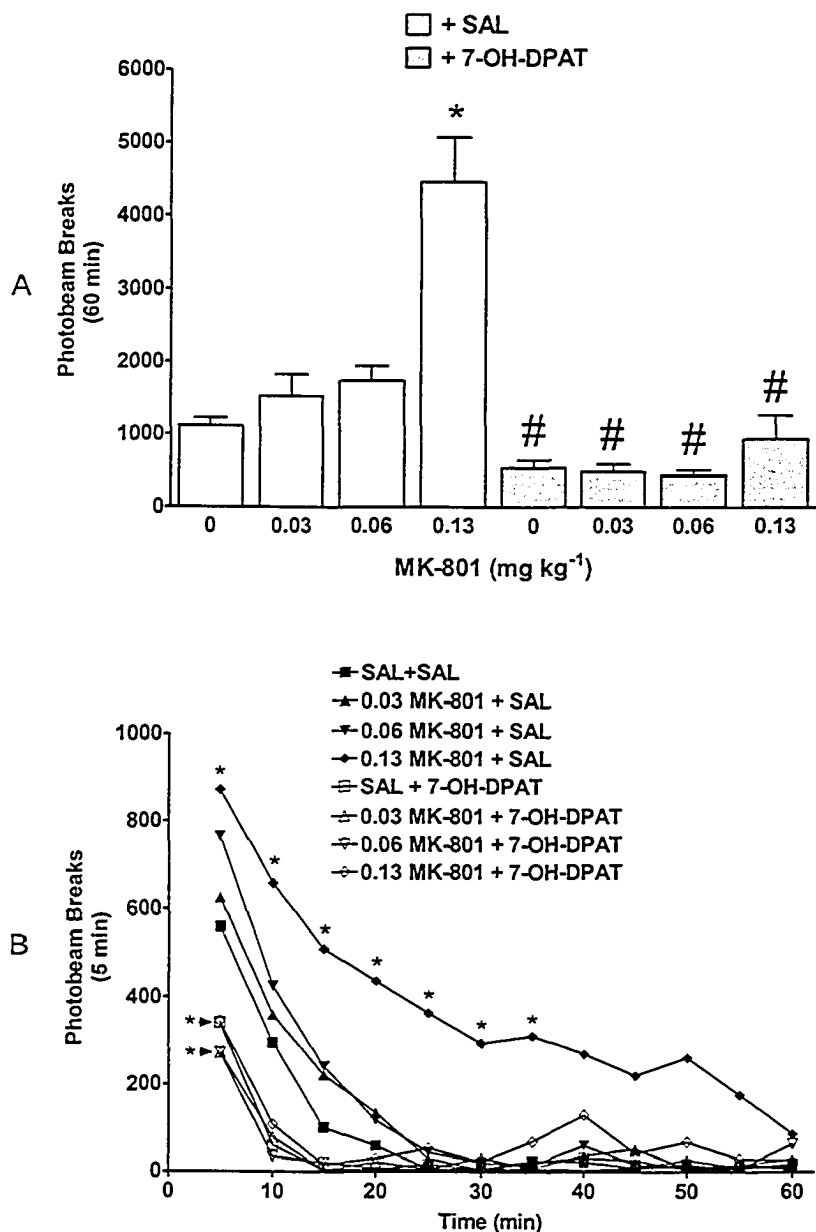 + SAL
+ 7-OH-DPAT
A
Photobeam Breaks
(60 min)
6000
5000
4000
3000
2000
1000
0
*
# # # #
0 0.03 0.06 0.13 0 0.03 0.06 0.13
MK-801 (mg kg⁻¹)
SAL+SAL
0.03 MK-801 + SAL
0.06 MK-801 + SAL
0.13 MK-801 + SAL
SAL + 7-OH-DPAT
0.03 MK-801 + 7-OH-DPAT
0.06 MK-801 + 7-OH-DPAT
0.13 MK-801 + 7-OH-DPAT
B
Photobeam Breaks
(5 min)
1000
800
600
400
200
0
* * * * * * *
*
*
0 10 20 30 40 50 60
Time (min)